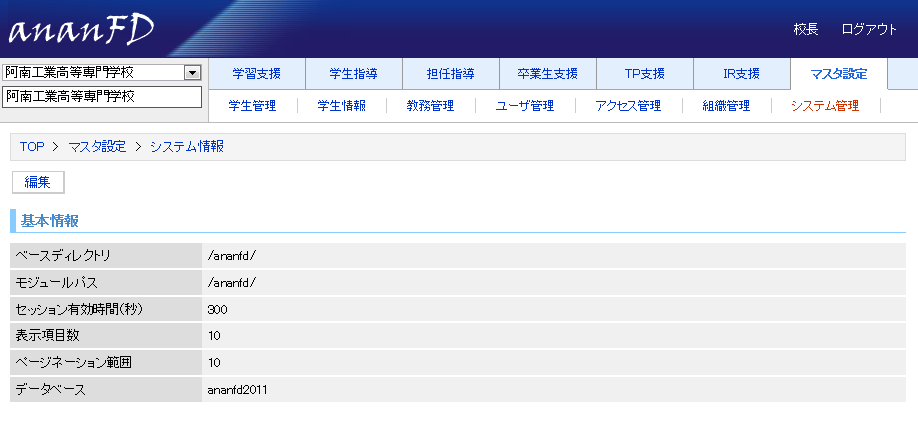 ananFD
校長 ログアウト
阿南工業高等専門学校
阿南工業高等専門学校
学習支援 学生指導 担任指導 卒業生支援 TP支援 IR支援 マスタ設定
学生管理 学生情報 教務管理 ユーザ管理 アクセス管理 組織管理 システム管理
TOP > マスタ設定 > システム情報
編集
基本情報
ベースディレクトリ /ananfd/
モジュールパス /ananfd/
セッション有効時間(秒) 300
表示項目数 10
ページネーション範囲 10
データベース ananfd2011